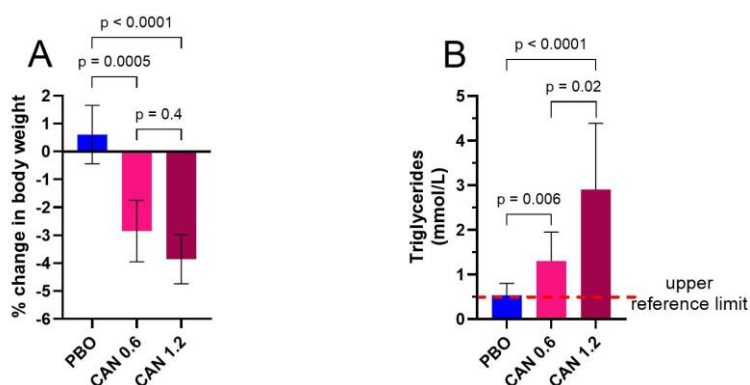 A
p < 0.0001
p = 0.0005
p = 0.4
% change in body weight
2
1
0
-1
-2
-3
-4
-5
-6
PBO
CAN 0.6
CAN 1.2
B
p < 0.0001
p = 0.02
p = 0.006
Triglycerides
(mmol/L)
5
4
3
2
1
0
upper
reference limit
PBO
CAN 0.6
CAN 1.2